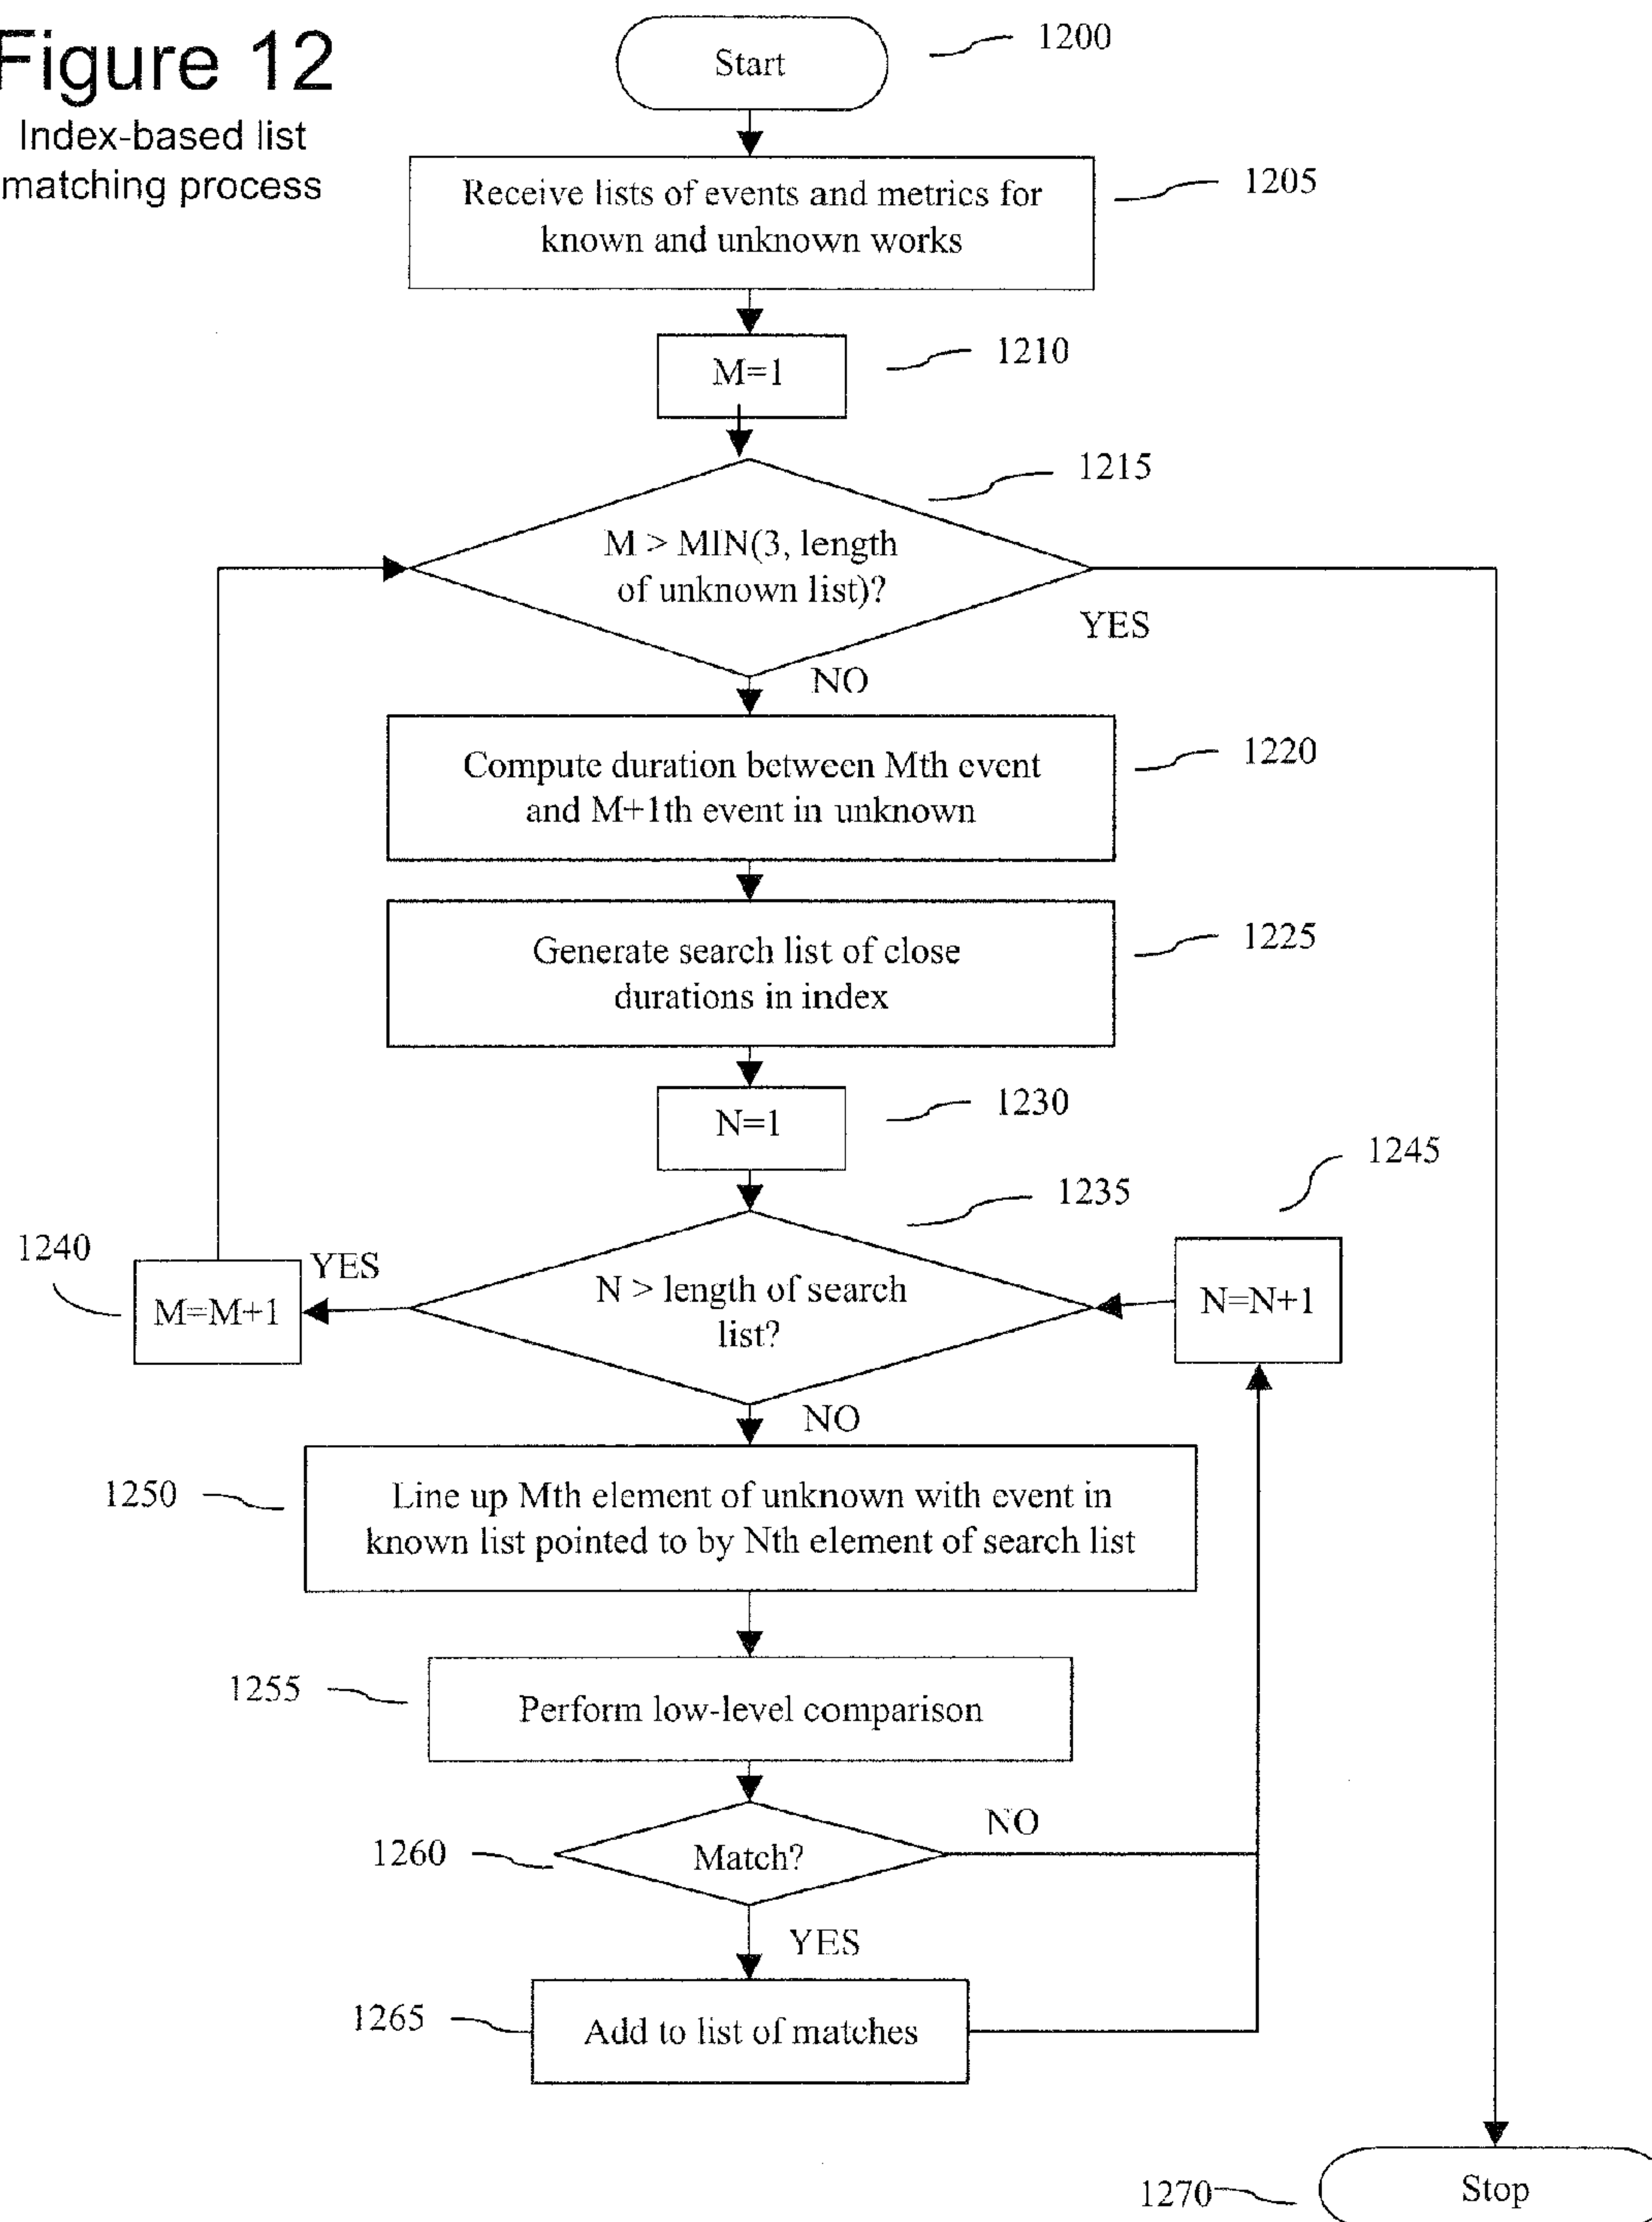 Figure 12
Index-based list
matching process
Start
1200
Receive lists of events and metrics for
known and unknown works
1205
M=1
1210
1215
M > MIN(3, length
of unknown list)?
YES
NO
Compute duration between Mth event
and M+1th event in unknown
1220
Generate search list of close
durations in index
1225
N=1
1230
1245
1235
1240
YES
M=M+1
N > length of search
list?
N=N+1
NO
1250
Line up Mth element of unknown with event in
known list pointed to by Nth element of search list
1255
Perform low-level comparison
NO
1260
Match?
YES
1265
Add to list of matches
1270
Stop